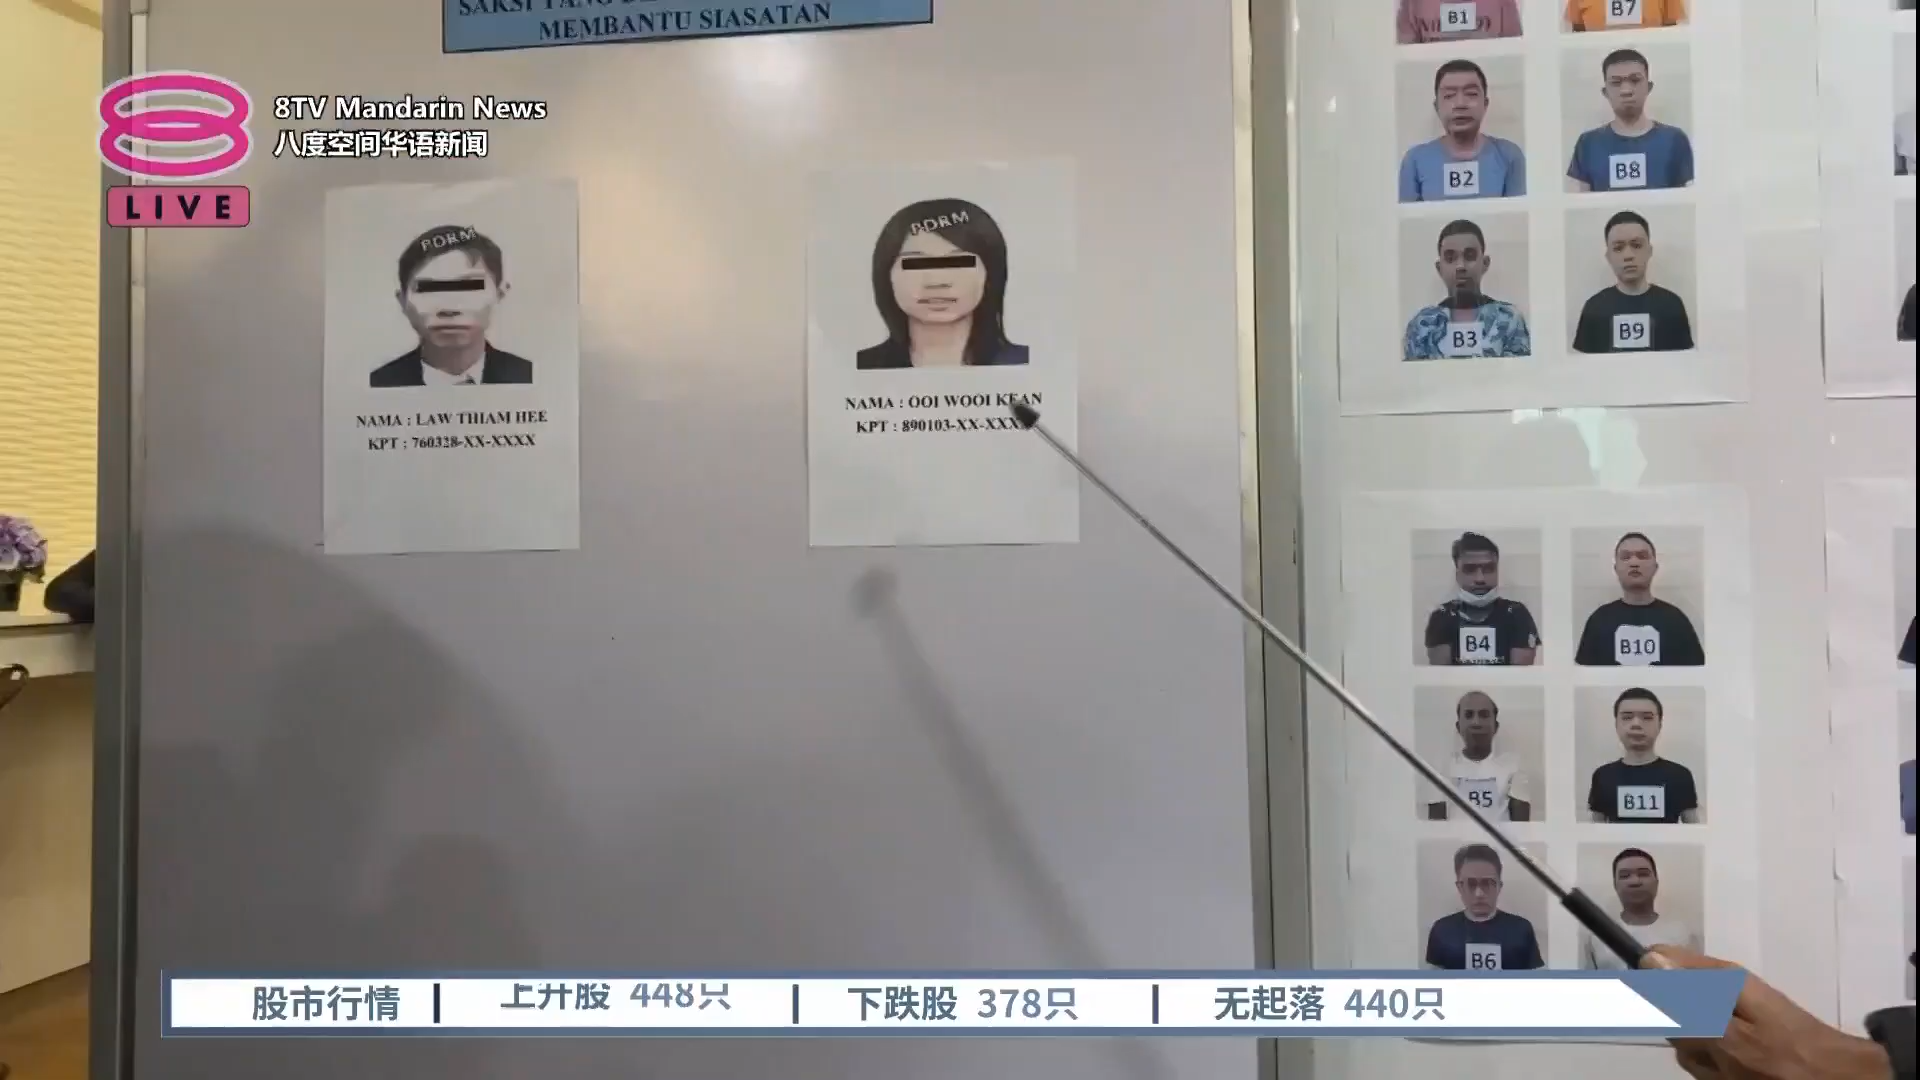 SAKSI YANG
MEMBANTU SIASATAN
8TV Mandarin News
八度空间华语新闻
LIVE
PDRM
NAMA : LAW THIAM HEE
KPT : 760328-XX-XXXX
PDRM
NAMA : OOI WOOI KEAN
KPT : 890103-XX-XXXX
B1
B7
B2
B8
B3
B9
B4
B10
B5
B11
B6
股市行情 | 上升股 448只 | 下跌股 378只 | 无起落 440只